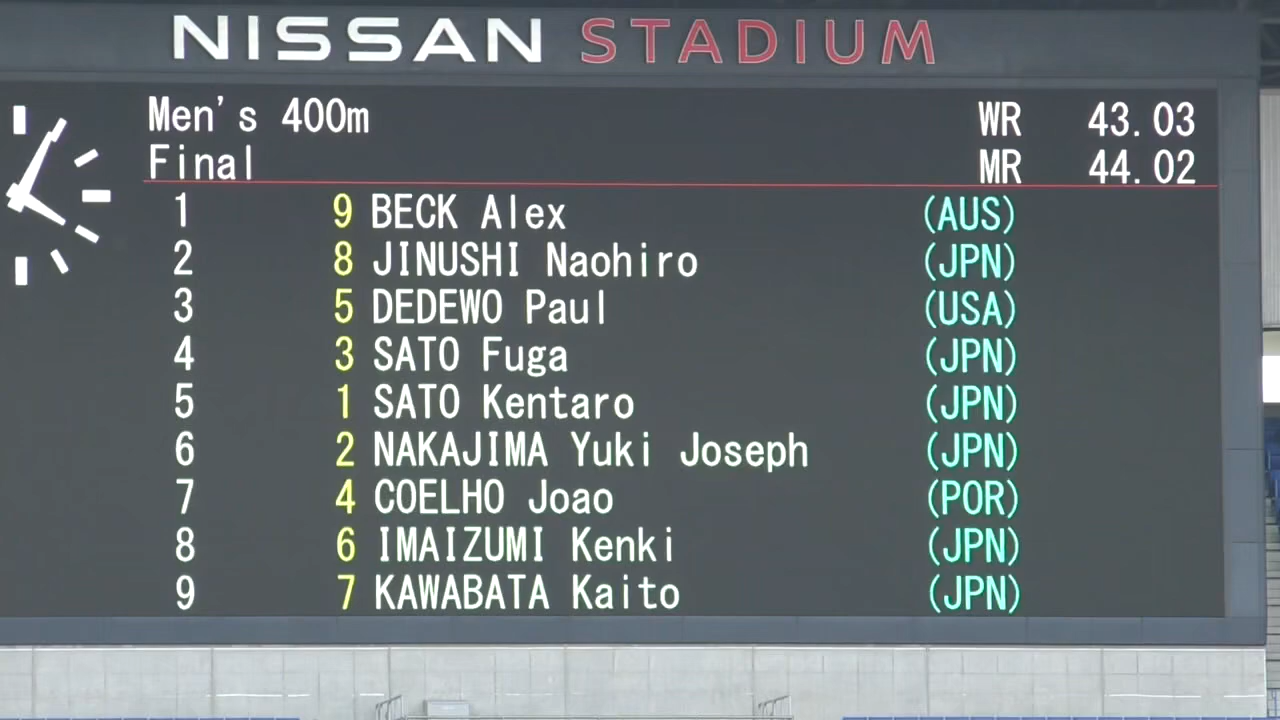 NISSAN STADIUM
Men's 400m WR 43.03
Final MR 44.02
1 9 BECK Alex (AUS)
2 8 JINUSHI Naohiro (JPN)
3 5 DEDEWO Paul (USA)
4 3 SATO Fuga (JPN)
5 1 SATO Kentaro (JPN)
6 2 NAKAJIMA Yuki Joseph (JPN)
7 4 COELHO Joao (POR)
8 6 IMAIZUMI Kenki (JPN)
9 7 KAWABATA Kaito (JPN)